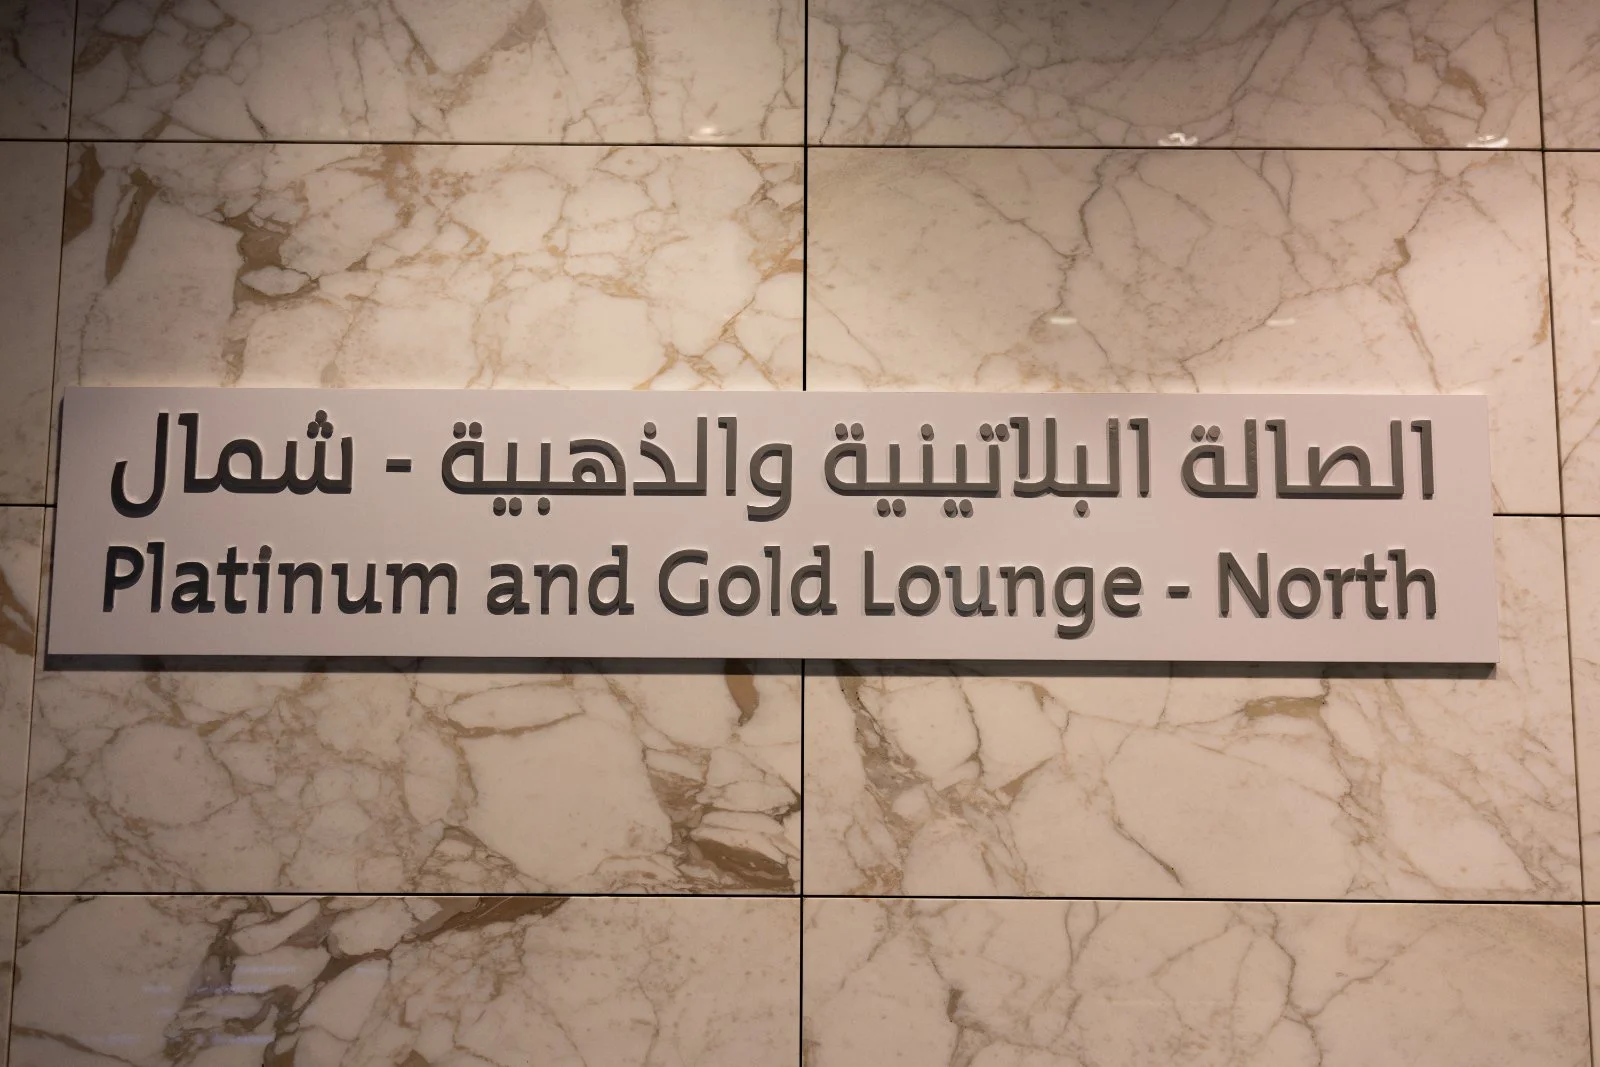 الصالة البلاتينية والذهبية - شمال
Platinum and Gold Lounge - North